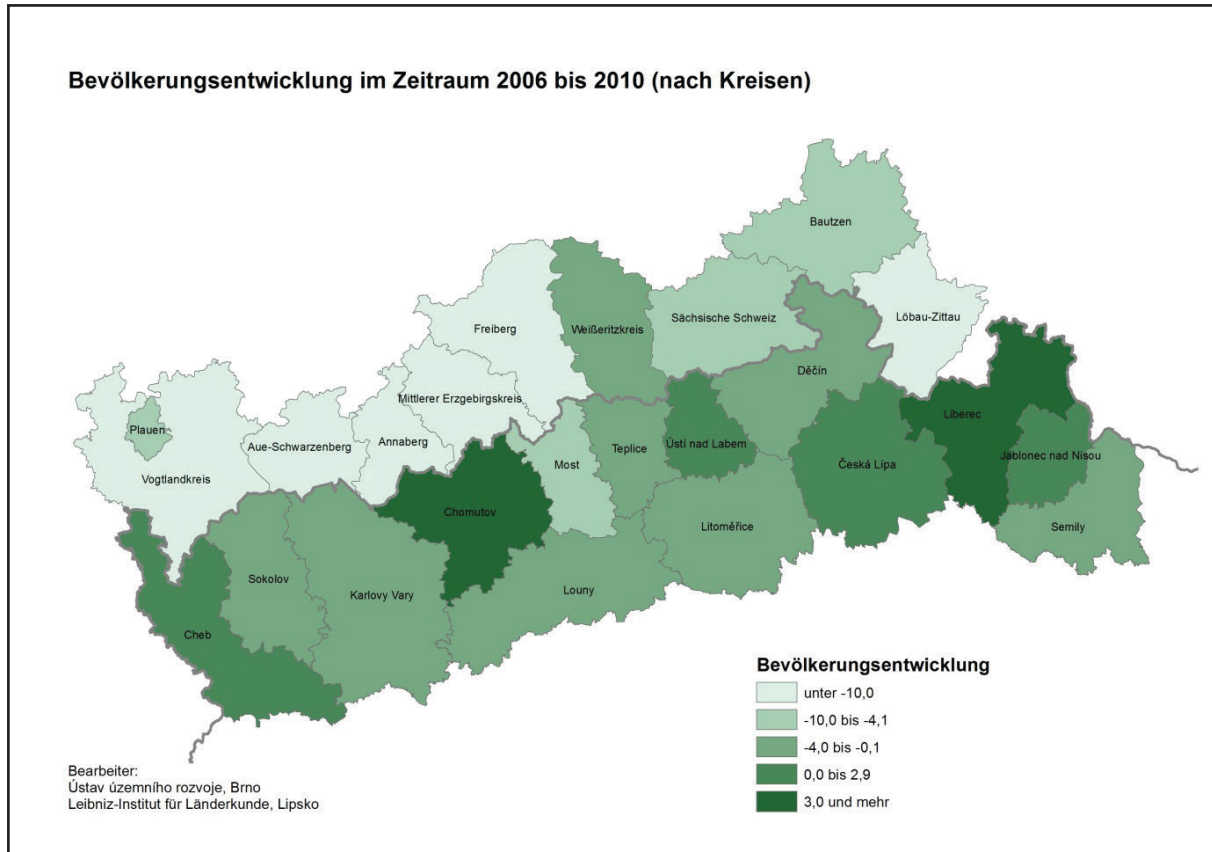 Bevölkerungsentwicklung im Zeitraum 2006 bis 2010 (nach Kreisen)
Bautzen
Löbau-Zittau
Sächsische Schweiz
Weißeritzkreis
Freiberg
Děčín
Mittlerer Erzgebirgskreis
Liberec
Plauen
Aue-Schwarzenberg
Annaberg
Ústí nad Labem
Teplice
Jablonec nad Nisou
Česká Lípa
Most
Vogtlandkreis
Chomutov
Litoměřice
Semily
Sokolov
Karlovy Vary
Louny
Cheb
Bevölkerungsentwicklung
unter -10,0
-10,0 bis -4,1
-4,0 bis -0,1
0,0 bis 2,9
3,0 und mehr
Bearbeiter:
Ústav územního rozvoje, Brno
Leibniz-Institut für Länderkunde, Lipsko